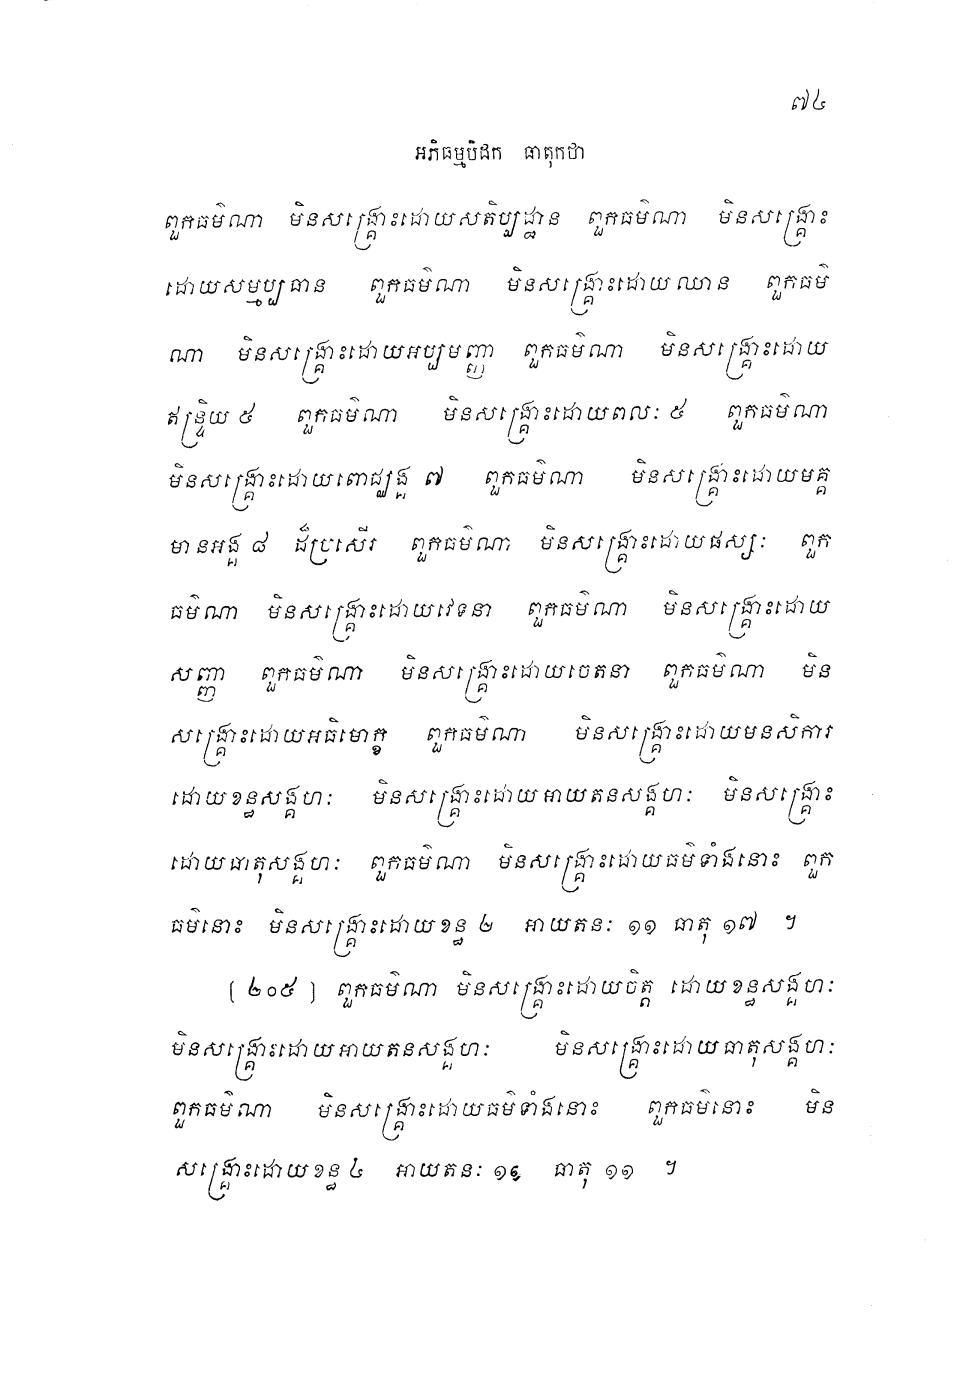 ៧៤
អភិធម្មបិដក ធាតុកថា
ពួកធម៌ណា មិនសង្គ្រោះដោយសតិប្បដ្ឋាន ពួកធម៌ណា មិនសង្គ្រោះ
ដោយសម្មប្បធាន ពួកធម៌ណា មិនសង្គ្រោះដោយឈាន ពួកធម៌
ណា មិនសង្គ្រោះដោយអប្បមញ្ញា ពួកធម៌ណា មិនសង្គ្រោះដោយ
ឥន្ទ្រិយ ៥ ពួកធម៌ណា មិនសង្គ្រោះដោយពលៈ ៥ ពួកធម៌ណា
មិនសង្គ្រោះដោយពោជ្ឈង្គ ៧ ពួកធម៌ណា មិនសង្គ្រោះដោយមគ្គ
មានអង្គ ៨ ដ៏ប្រសើរ ពួកធម៌ណា មិនសង្គ្រោះដោយផស្សៈ ពួក
ធម៌ណា មិនសង្គ្រោះដោយវេទនា ពួកធម៌ណា មិនសង្គ្រោះដោយ
សញ្ញា ពួកធម៌ណា មិនសង្គ្រោះដោយចេតនា ពួកធម៌ណា មិន
សង្គ្រោះដោយអធិមោក្ខ ពួកធម៌ណា មិនសង្គ្រោះដោយមនសិការ
ដោយខន្ធសង្គហៈ មិនសង្គ្រោះដោយអាយតនសង្គហៈ មិនសង្គ្រោះ
ដោយធាតុសង្គហៈ ពួកធម៌ណា មិនសង្គ្រោះដោយធម៌ទាំងនោះ ពួក
ធម៌នោះ មិនសង្គ្រោះដោយខន្ធ ២ អាយតនៈ ១១ ធាតុ ១៧ ។
[ ២០៥ ] ពួកធម៌ណា មិនសង្គ្រោះដោយចិត្ត ដោយខន្ធសង្គហៈ
មិនសង្គ្រោះដោយអាយតនសង្គហៈ មិនសង្គ្រោះដោយធាតុសង្គហៈ
ពួកធម៌ណា មិនសង្គ្រោះដោយធម៌ទាំងនោះ ពួកធម៌នោះ មិន
សង្គ្រោះដោយខន្ធ ៤ អាយតនៈ ១១ ធាតុ ១១ ។